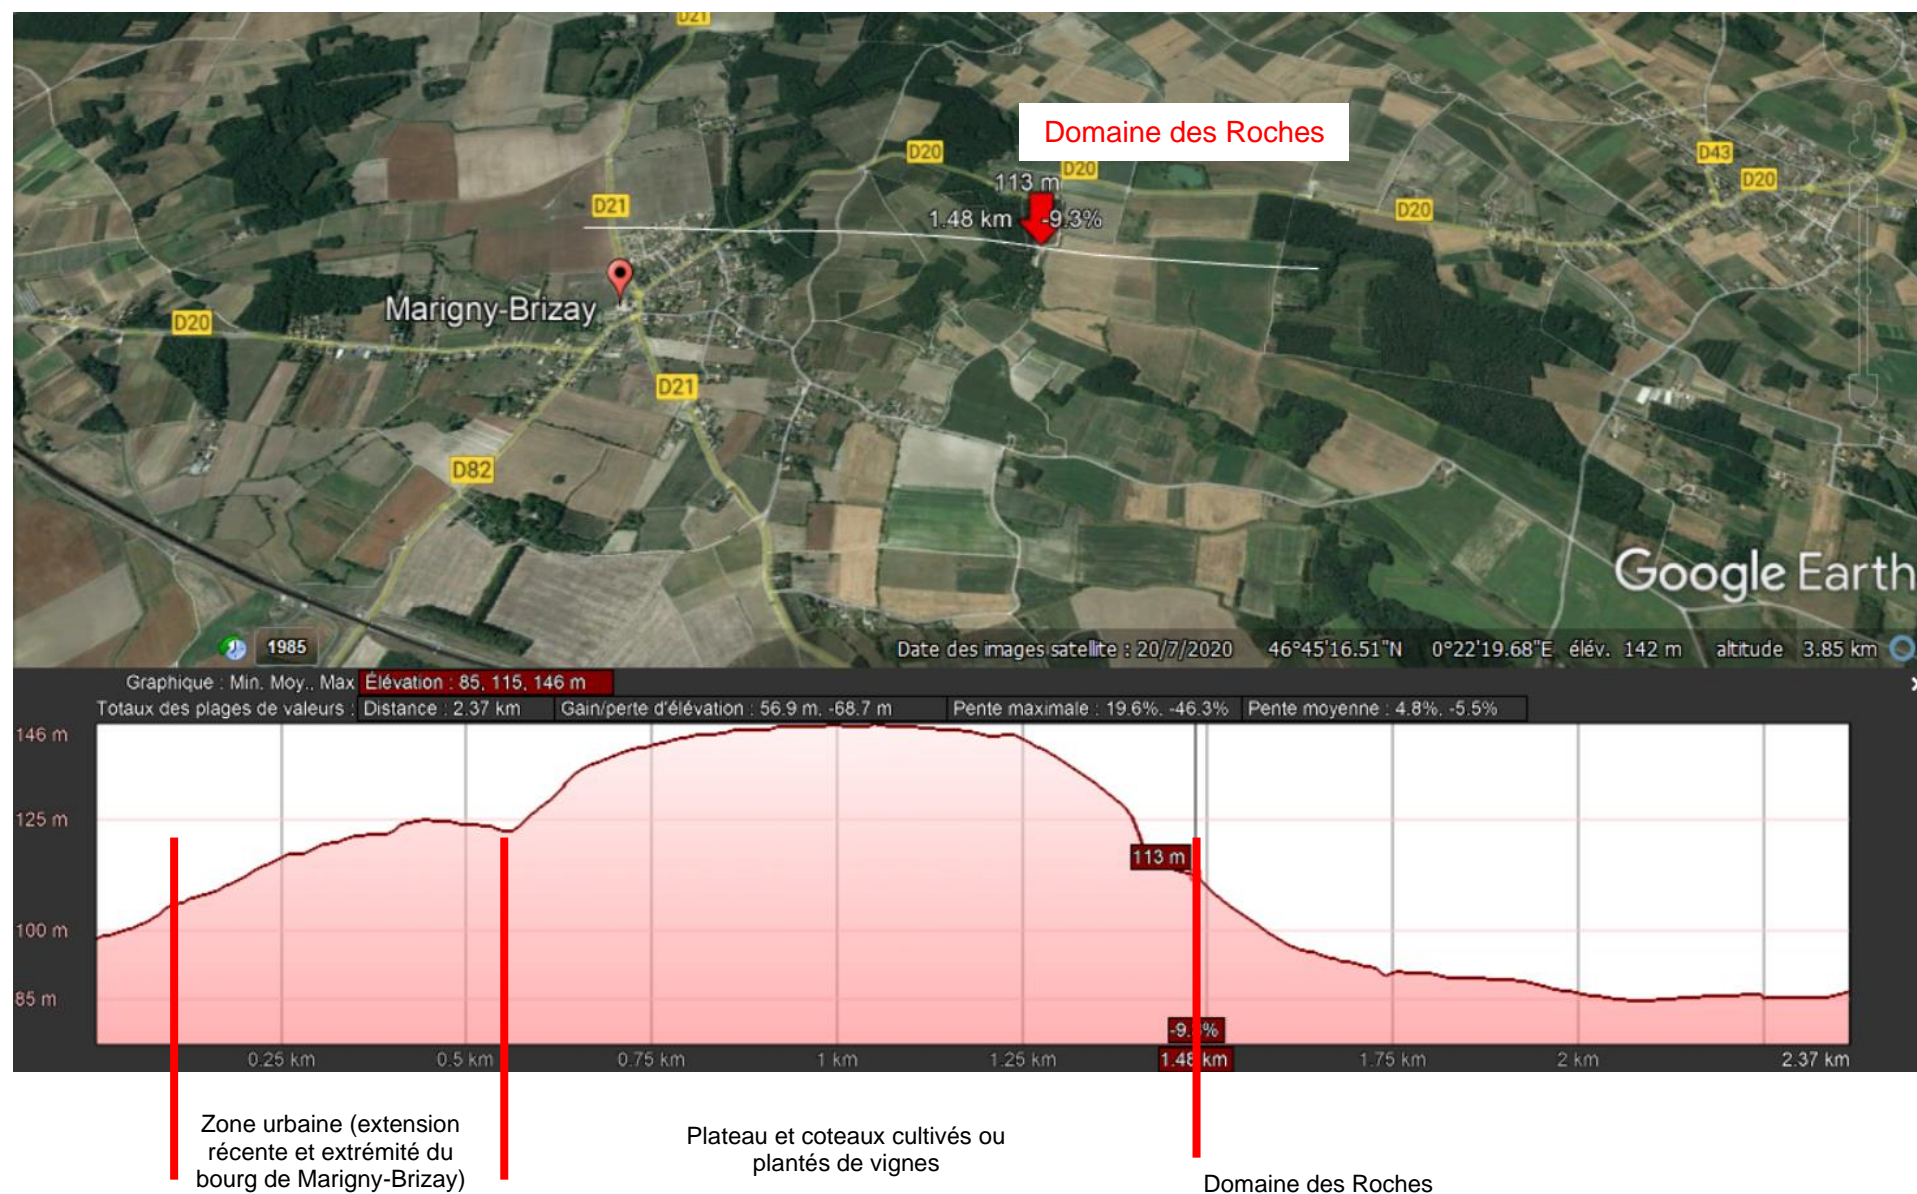 D21
Domaine des Roches
D20
D20
D43
D20
113 m
D21
1.48 km
-9.3%
D20
Marigny-Brizay
D20
D21
D82
Google Earth
1985
Date des images satellite : 20/7/2020 46°45'16.51"N 0°22'19.68"E élév. 142 m altitude 3.85 km
Graphique : Min, Moy., Max Élévation : 85, 115, 146 m
Totaux des plages de valeurs : Distance : 2.37 km Gain/perte d'élévation : 56.9 m, -68.7 m Pente maximale : 19.6%, -46.3% Pente moyenne : 4.8%, -5.5%
146 m
125 m
113 m
100 m
85 m
-9.3%
0.25 km 0.5 km 0.75 km 1 km 1.25 km 1.48 km 1.75 km 2 km 2.37 km
Zone urbaine (extension
récente et extrémité du
bourg de Marigny-Brizay)
Plateau et coteaux cultivés ou
plantés de vignes
Domaine des Roches